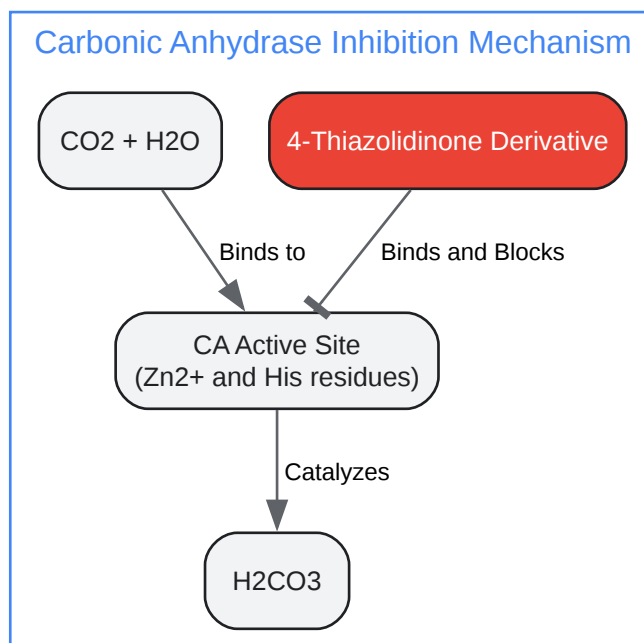 Carbonic Anhydrase Inhibition Mechanism
CO2 + H2O
4-Thiazolidinone Derivative
Binds to
Binds and Blocks
CA Active Site
(Zn2+ and His residues)
Catalyzes
H2CO3